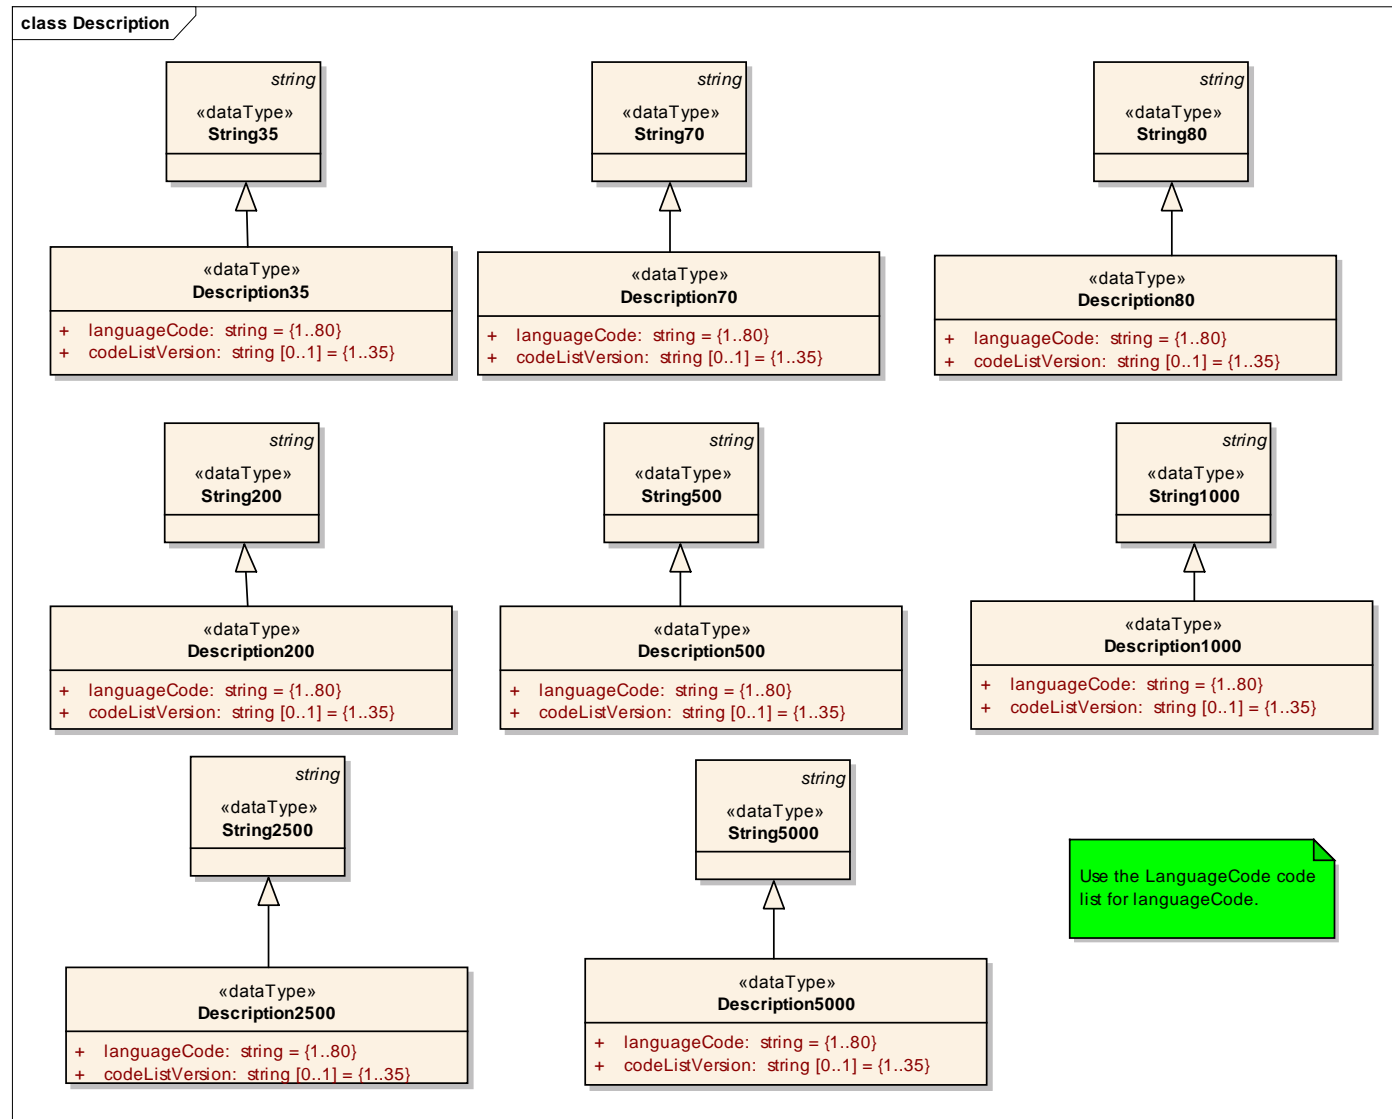 class Description
string
«dataType»
String35
string
«dataType»
String70
string
«dataType»
String80
«dataType»
Description35
+ languageCode: string = {1..80}
+ codeListVersion: string [0..1] = {1..35}
«dataType»
Description70
+ languageCode: string = {1..80}
+ codeListVersion: string [0..1] = {1..35}
«dataType»
Description80
+ languageCode: string = {1..80}
+ codeListVersion: string [0..1] = {1..35}
string
«dataType»
String200
string
«dataType»
String500
string
«dataType»
String1000
«dataType»
Description200
+ languageCode: string = {1..80}
+ codeListVersion: string [0..1] = {1..35}
«dataType»
Description500
+ languageCode: string = {1..80}
+ codeListVersion: string [0..1] = {1..35}
«dataType»
Description1000
+ languageCode: string = {1..80}
+ codeListVersion: string [0..1] = {1..35}
string
«dataType»
String2500
string
«dataType»
String5000
Use the LanguageCode code
list for languageCode.
«dataType»
Description2500
+ languageCode: string = {1..80}
+ codeListVersion: string [0..1] = {1..35}
«dataType»
Description5000
+ languageCode: string = {1..80}
+ codeListVersion: string [0..1] = {1..35}